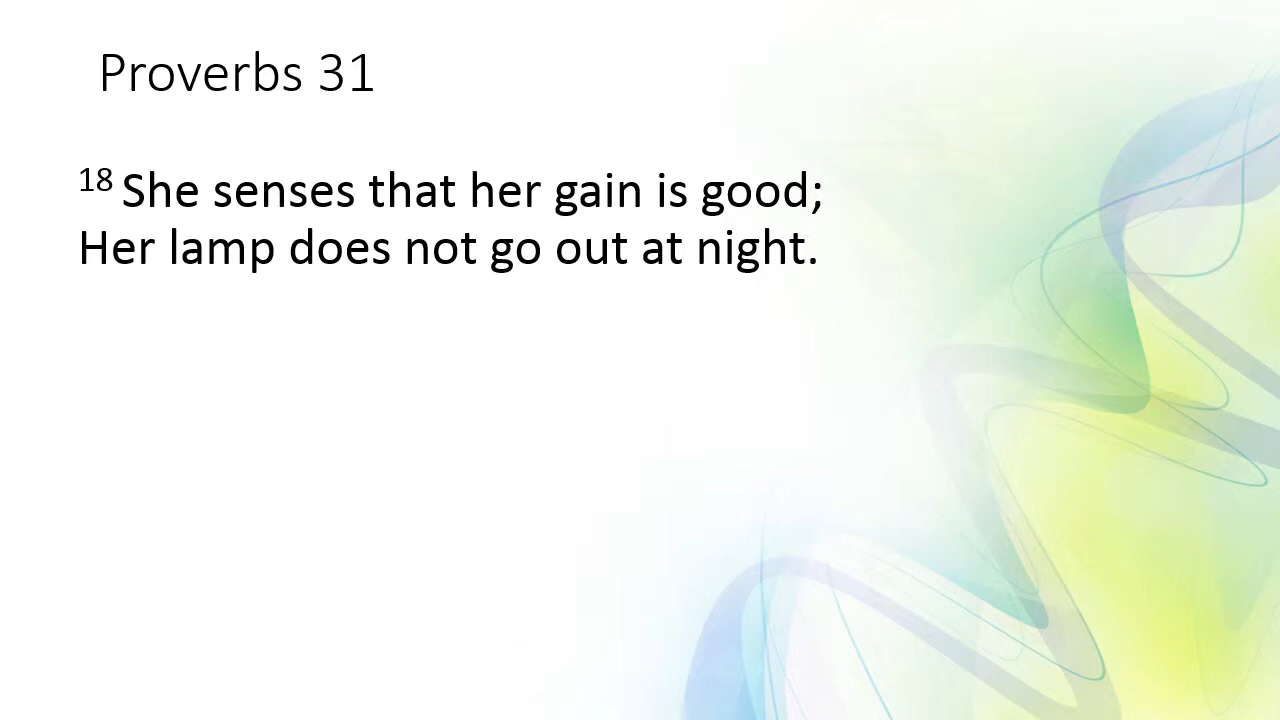 Proverbs 31
18 She senses that her gain is good;
Her lamp does not go out at night.